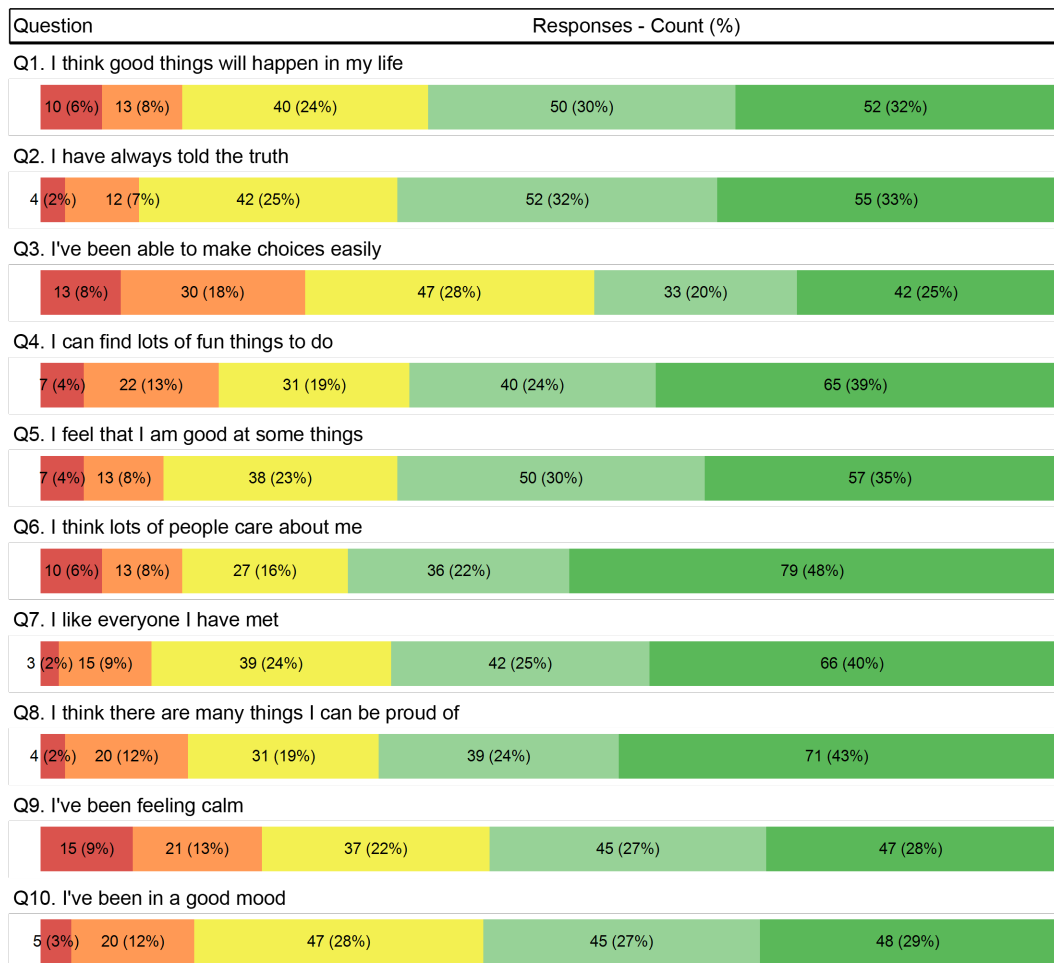 Question Responses - Count (%)
Q1. I think good things will happen in my life
10 (6%) 13 (8%) 40 (24%) 50 (30%) 52 (32%)
Q2. I have always told the truth
4 (2%) 12 (7%) 42 (25%) 52 (32%) 55 (33%)
Q3. I've been able to make choices easily
13 (8%) 30 (18%) 47 (28%) 33 (20%) 42 (25%)
Q4. I can find lots of fun things to do
7 (4%) 22 (13%) 31 (19%) 40 (24%) 65 (39%)
Q5. I feel that I am good at some things
7 (4%) 13 (8%) 38 (23%) 50 (30%) 57 (35%)
Q6. I think lots of people care about me
10 (6%) 13 (8%) 27 (16%) 36 (22%) 79 (48%)
Q7. I like everyone I have met
3 (2%) 15 (9%) 39 (24%) 42 (25%) 66 (40%)
Q8. I think there are many things I can be proud of
4 (2%) 20 (12%) 31 (19%) 39 (24%) 71 (43%)
Q9. I've been feeling calm
15 (9%) 21 (13%) 37 (22%) 45 (27%) 47 (28%)
Q10. I've been in a good mood
5 (3%) 20 (12%) 47 (28%) 45 (27%) 48 (29%)